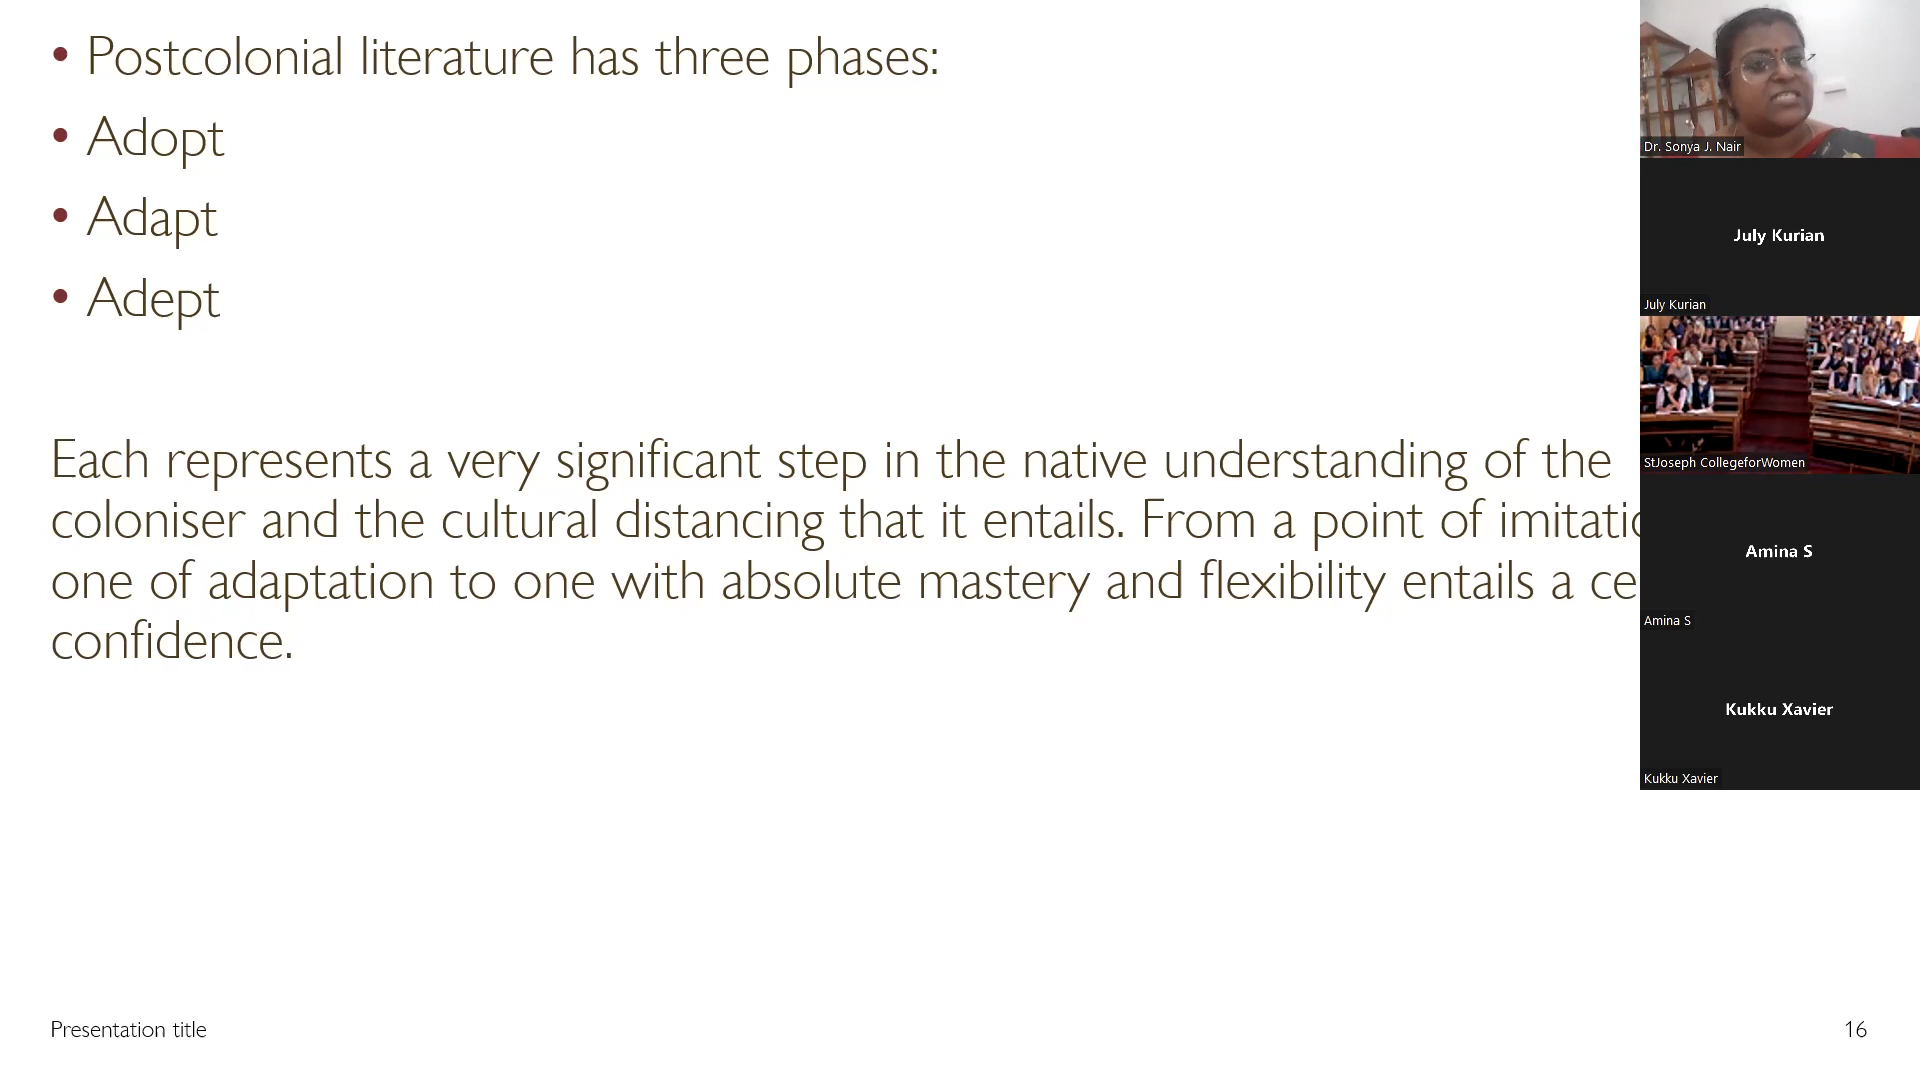 • Postcolonial literature has three phases:
• Adopt
• Adapt
• Adept
Each represents a very significant step in the native understanding of the
coloniser and the cultural distancing that it entails. From a point of
one of adaptation to one with absolute mastery and flexibility entails a
confidence.
Presentation title
16
Dr. Sonya J. Nair
July Kurian
July Kurian
StJoseph CollegeforWomen
Amina S
Amina S
Kukku Xavier
Kukku Xavier